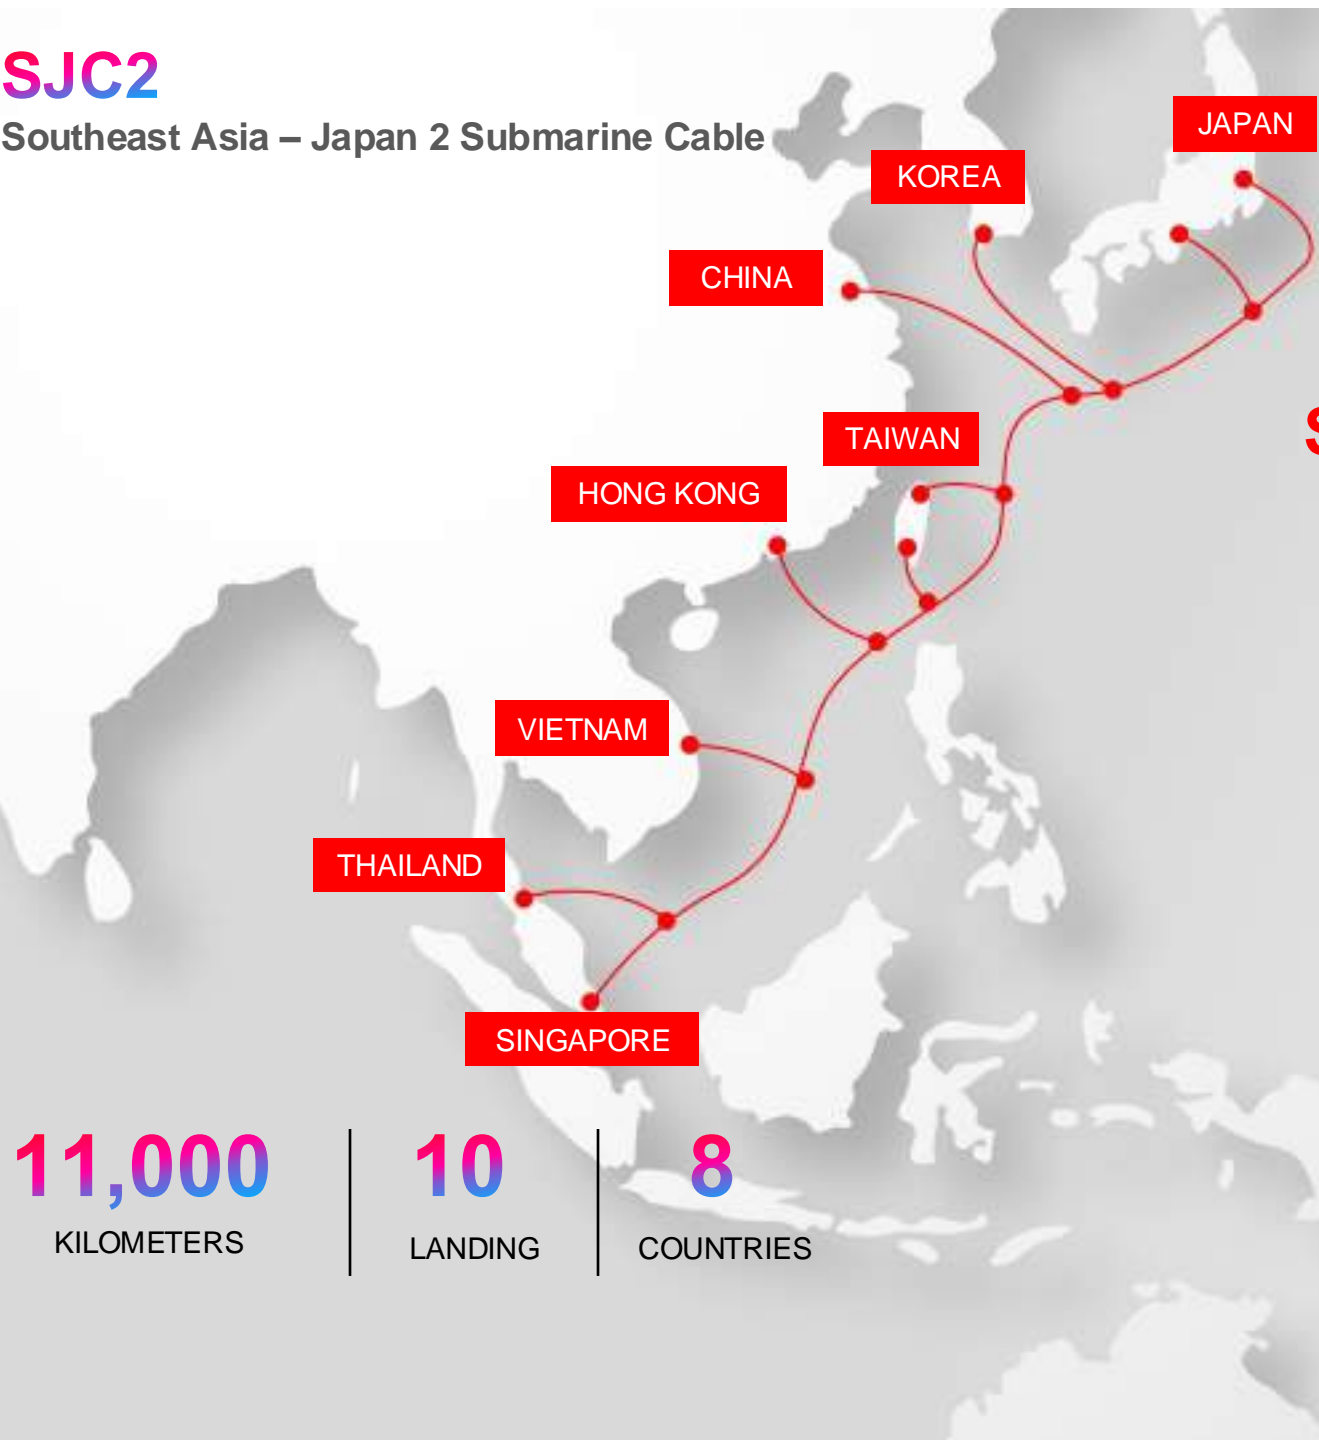 SJC2
Southeast Asia – Japan 2 Submarine Cable
JAPAN
KOREA
CHINA
TAIWAN
HONG KONG
VIETNAM
THAILAND
SINGAPORE
11,000
KILOMETERS
10
LANDING
8
COUNTRIES